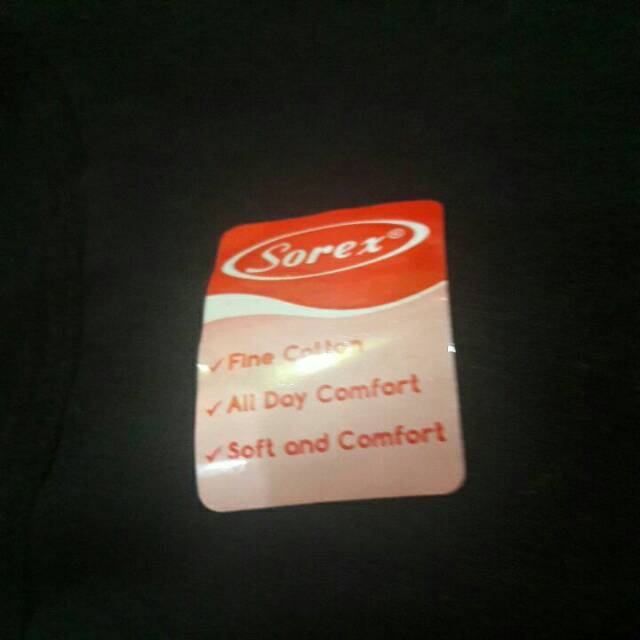 Sorex®
✓ Fine Cotton
✓ All Day Comfort
✓ Soft and Comfort